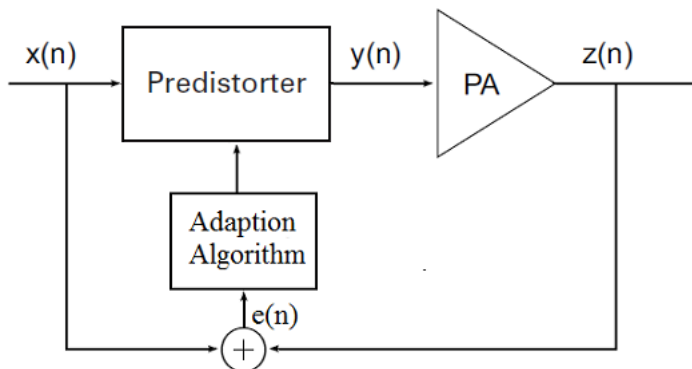 x(n)
Predistorter
y(n)
PA
z(n)
Adaption
Algorithm
e(n)
+